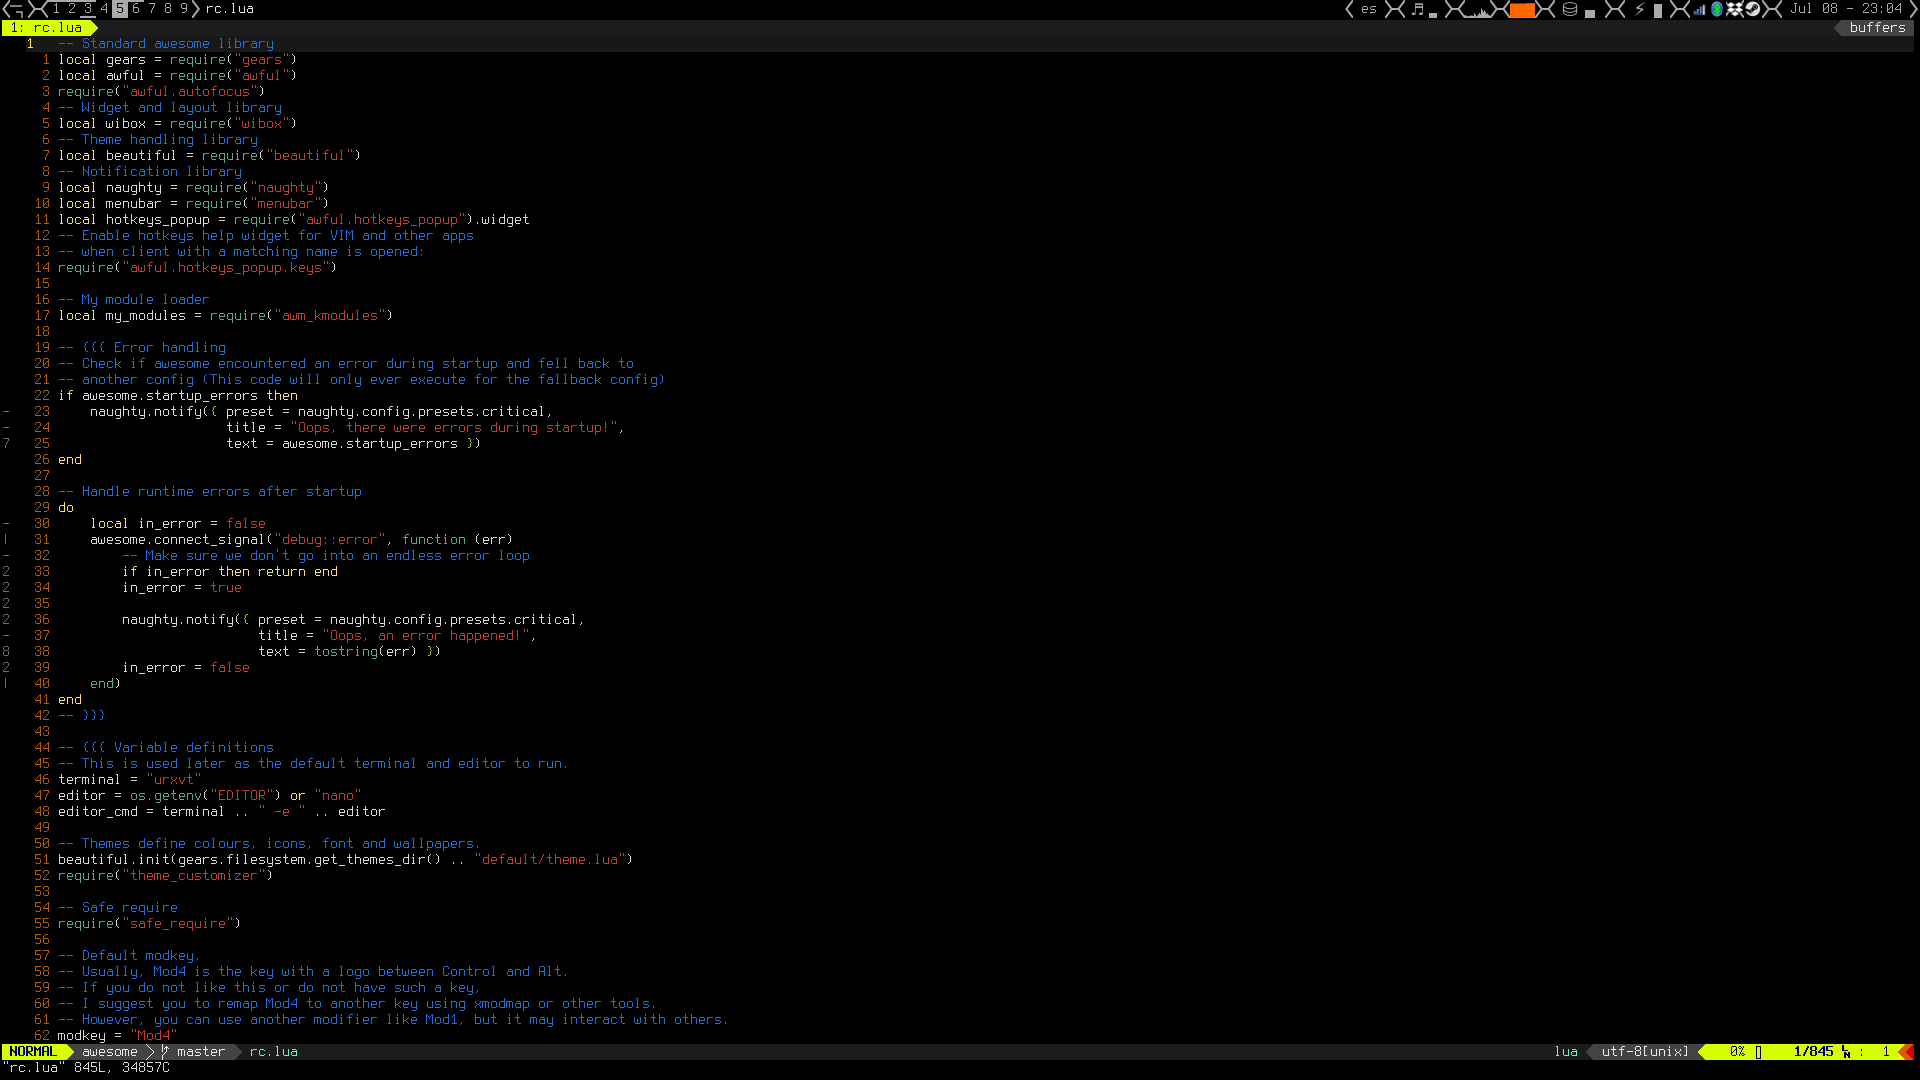 1 2 3 4 5 6 7 8 9 rc.lua es Jul 08 - 23:04
1: rc.lua buffers
1 -- Standard awesome library
1 local gears = require("gears")
2 local awful = require("awful")
3 require("awful.autofocus")
4 -- Widget and layout library
5 local wibox = require("wibox")
6 -- Theme handling library
7 local beautiful = require("beautiful")
8 -- Notification library
9 local naughty = require("naughty")
10 local menubar = require("menubar")
11 local hotkeys_popup = require("awful.hotkeys_popup").widget
12 -- Enable hotkeys help widget for VIM and other apps
13 -- when client with a matching name is opened:
14 require("awful.hotkeys_popup.keys")
15
16 -- My module loader
17 local my_modules = require("awm_kmodules")
18
19 -- {{{ Error handling
20 -- Check if awesome encountered an error during startup and fell back to
21 -- another config (This code will only ever execute for the fallback config)
22 if awesome.startup_errors then
- 23     naughty.notify({ preset = naughty.config.presets.critical,
- 24                      title = "Oops, there were errors during startup!",
7 25                      text = awesome.startup_errors })
26 end
27
28 -- Handle runtime errors after startup
29 do
- 30     local in_error = false
| 31     awesome.connect_signal("debug::error", function (err)
- 32         -- Make sure we don't go into an endless error loop
2 33         if in_error then return end
2 34         in_error = true
2 35
2 36         naughty.notify({ preset = naughty.config.presets.critical,
- 37                          title = "Oops, an error happened!",
8 38                          text = tostring(err) })
2 39         in_error = false
| 40     end)
41 end
42 -- }}}
43
44 -- {{{ Variable definitions
45 -- This is used later as the default terminal and editor to run.
46 terminal = "urxvt"
47 editor = os.getenv("EDITOR") or "nano"
48 editor_cmd = terminal .. " -e " .. editor
49
50 -- Themes define colours, icons, font and wallpapers.
51 beautiful.init(gears.filesystem.get_themes_dir() .. "default/theme.lua")
52 require("theme_customizer")
53
54 -- Safe require
55 require("safe_require")
56
57 -- Default modkey.
58 -- Usually, Mod4 is the key with a logo between Control and Alt.
59 -- If you do not like this or do not have such a key,
60 -- I suggest you to remap Mod4 to another key using xmodmap or other tools.
61 -- However, you can use another modifier like Mod1, but it may interact with others.
62 modkey = "Mod4"
NORMAL awesome master rc.lua lua utf-8[unix] 0% 1/845 LN : 1
"rc.lua" 845L, 34857C